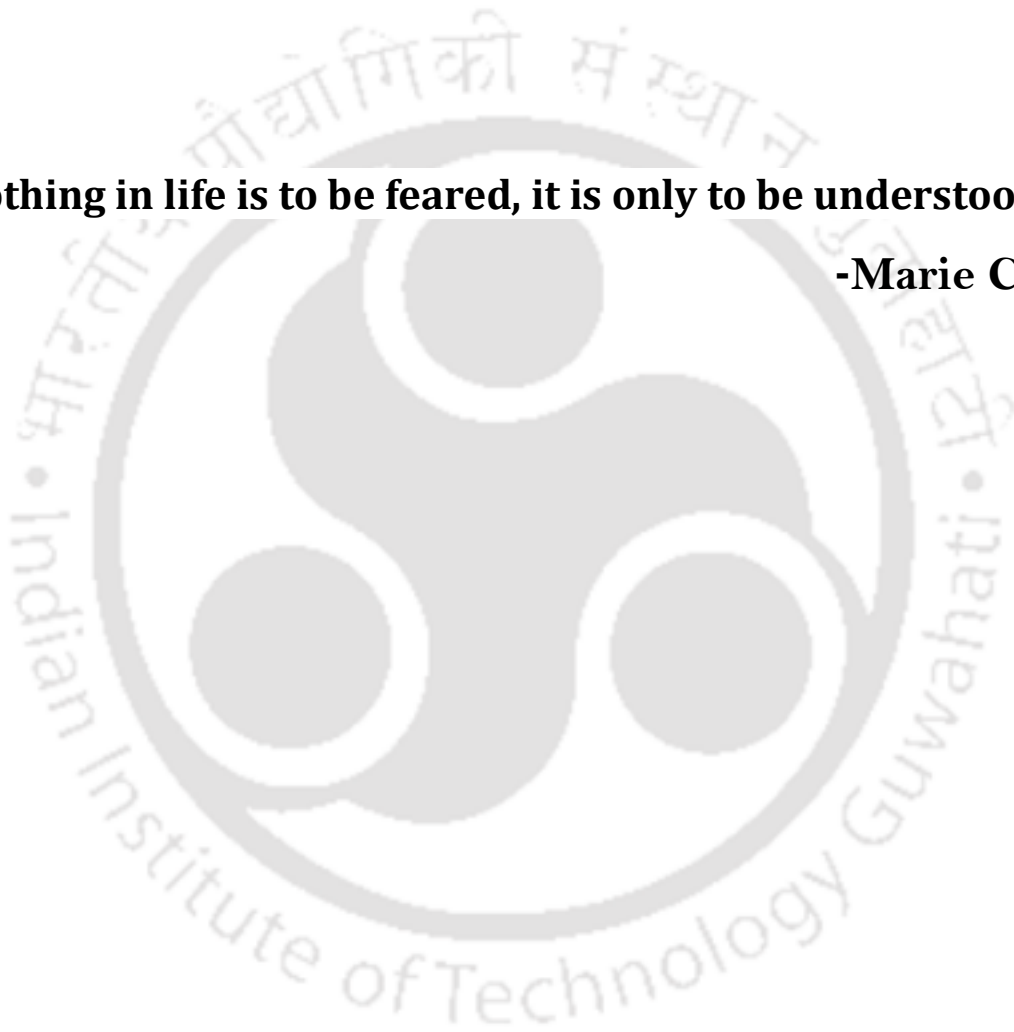 othing in life is to be feared, it is only to be understoo
-Marie C
भारतीय प्रौद्योगिकी संस्थान गुवाहाटी
• Indian Institute of Technology Guwahati •